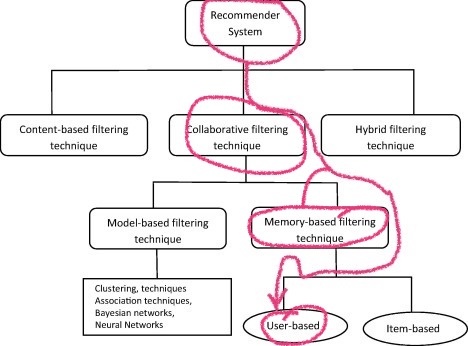 Recommender
System
Content-based filtering
technique
Collaborative filtering
technique
Hybrid filtering
technique
Model-based filtering
technique
Memory-based filtering
technique
Clustering, techniques
Association techniques,
Bayesian networks,
Neural Networks
User-based
Item-based